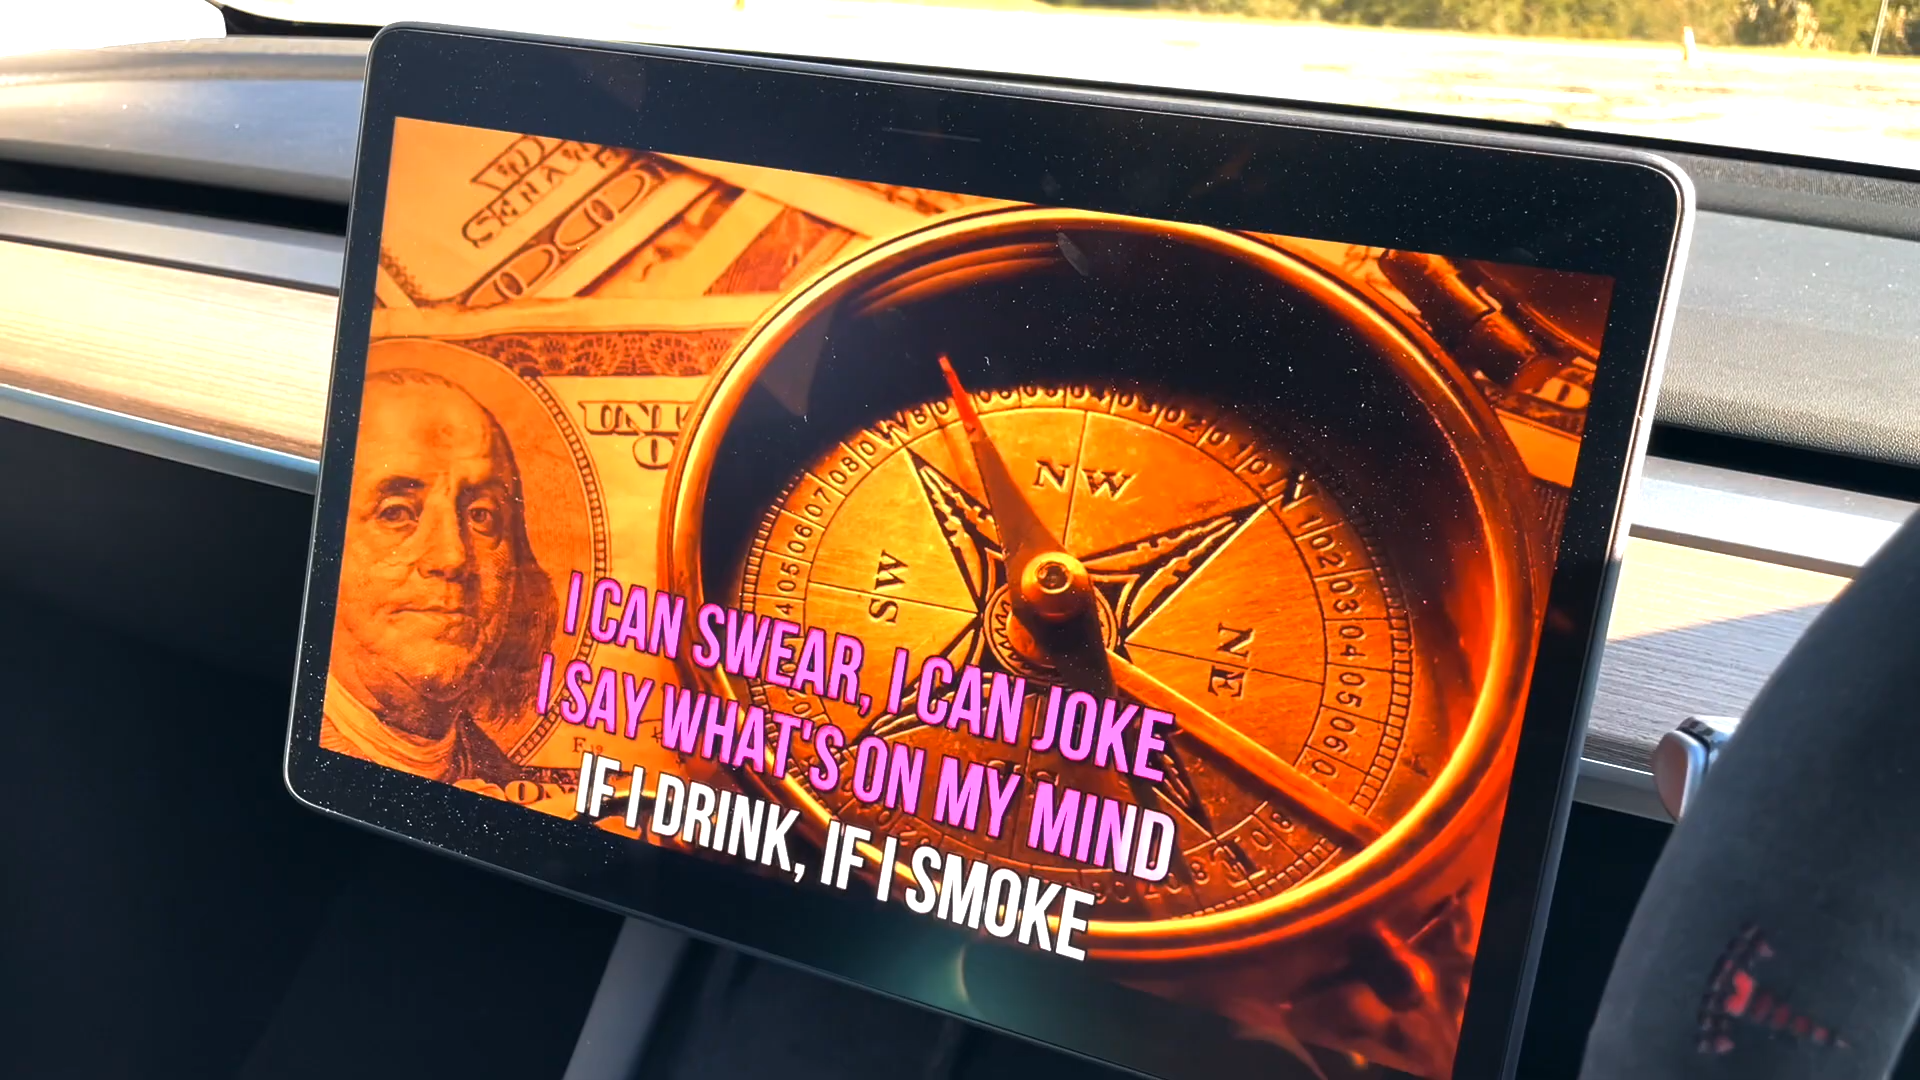 I CAN SWEAR, I CAN JOKE
I SAY WHAT'S ON MY MIND
IF I DRINK, IF I SMOKE
NW
SW
NE
N
W